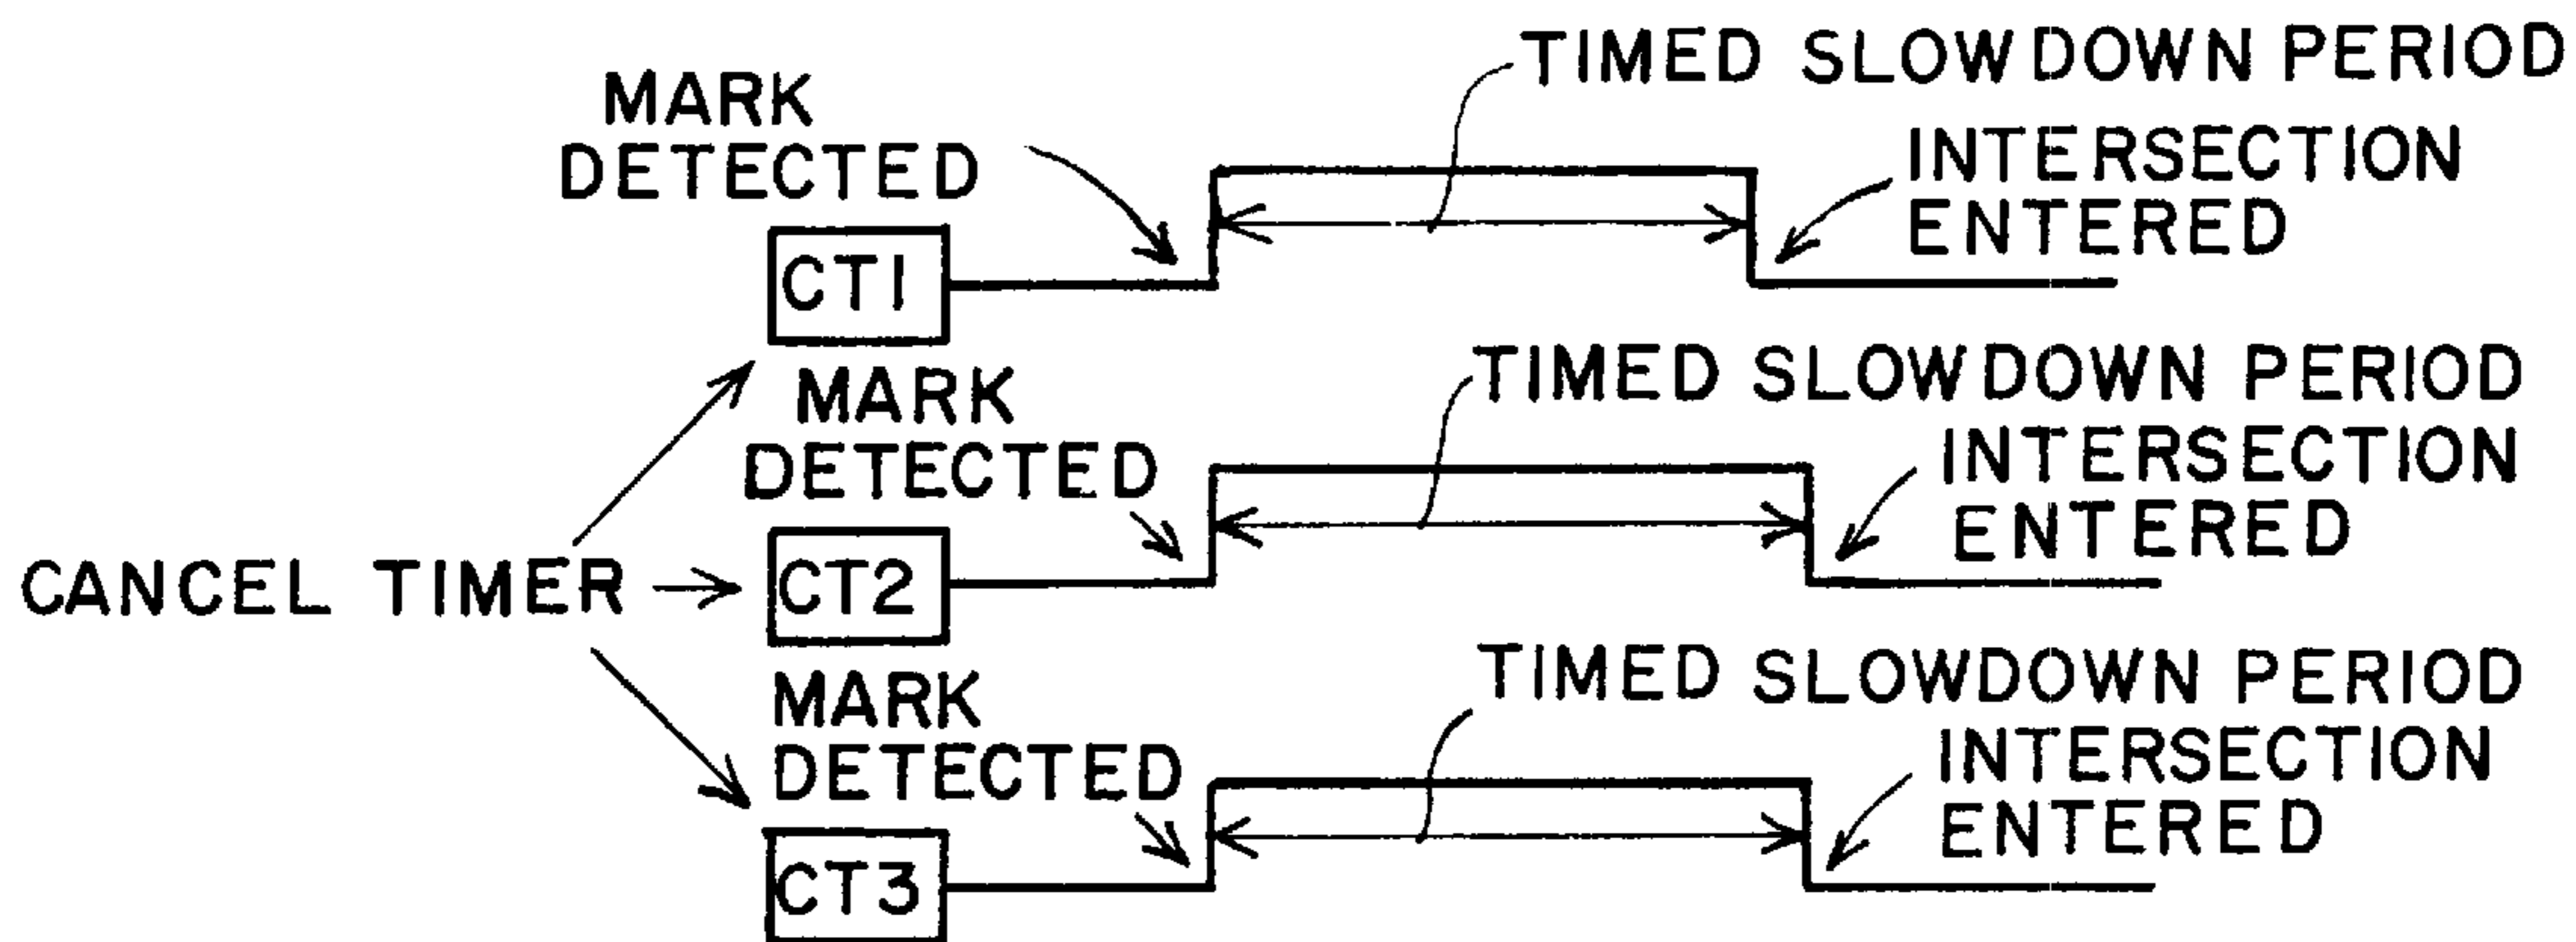 TIMED SLOWDOWN PERIOD
MARK
DETECTED
INTERSECTION
ENTERED
CT1
TIMED SLOWDOWN PERIOD
MARK
DETECTED
INTERSECTION
ENTERED
CANCEL TIMER
CT2
TIMED SLOWDOWN PERIOD
MARK
DETECTED
INTERSECTION
ENTERED
CT3